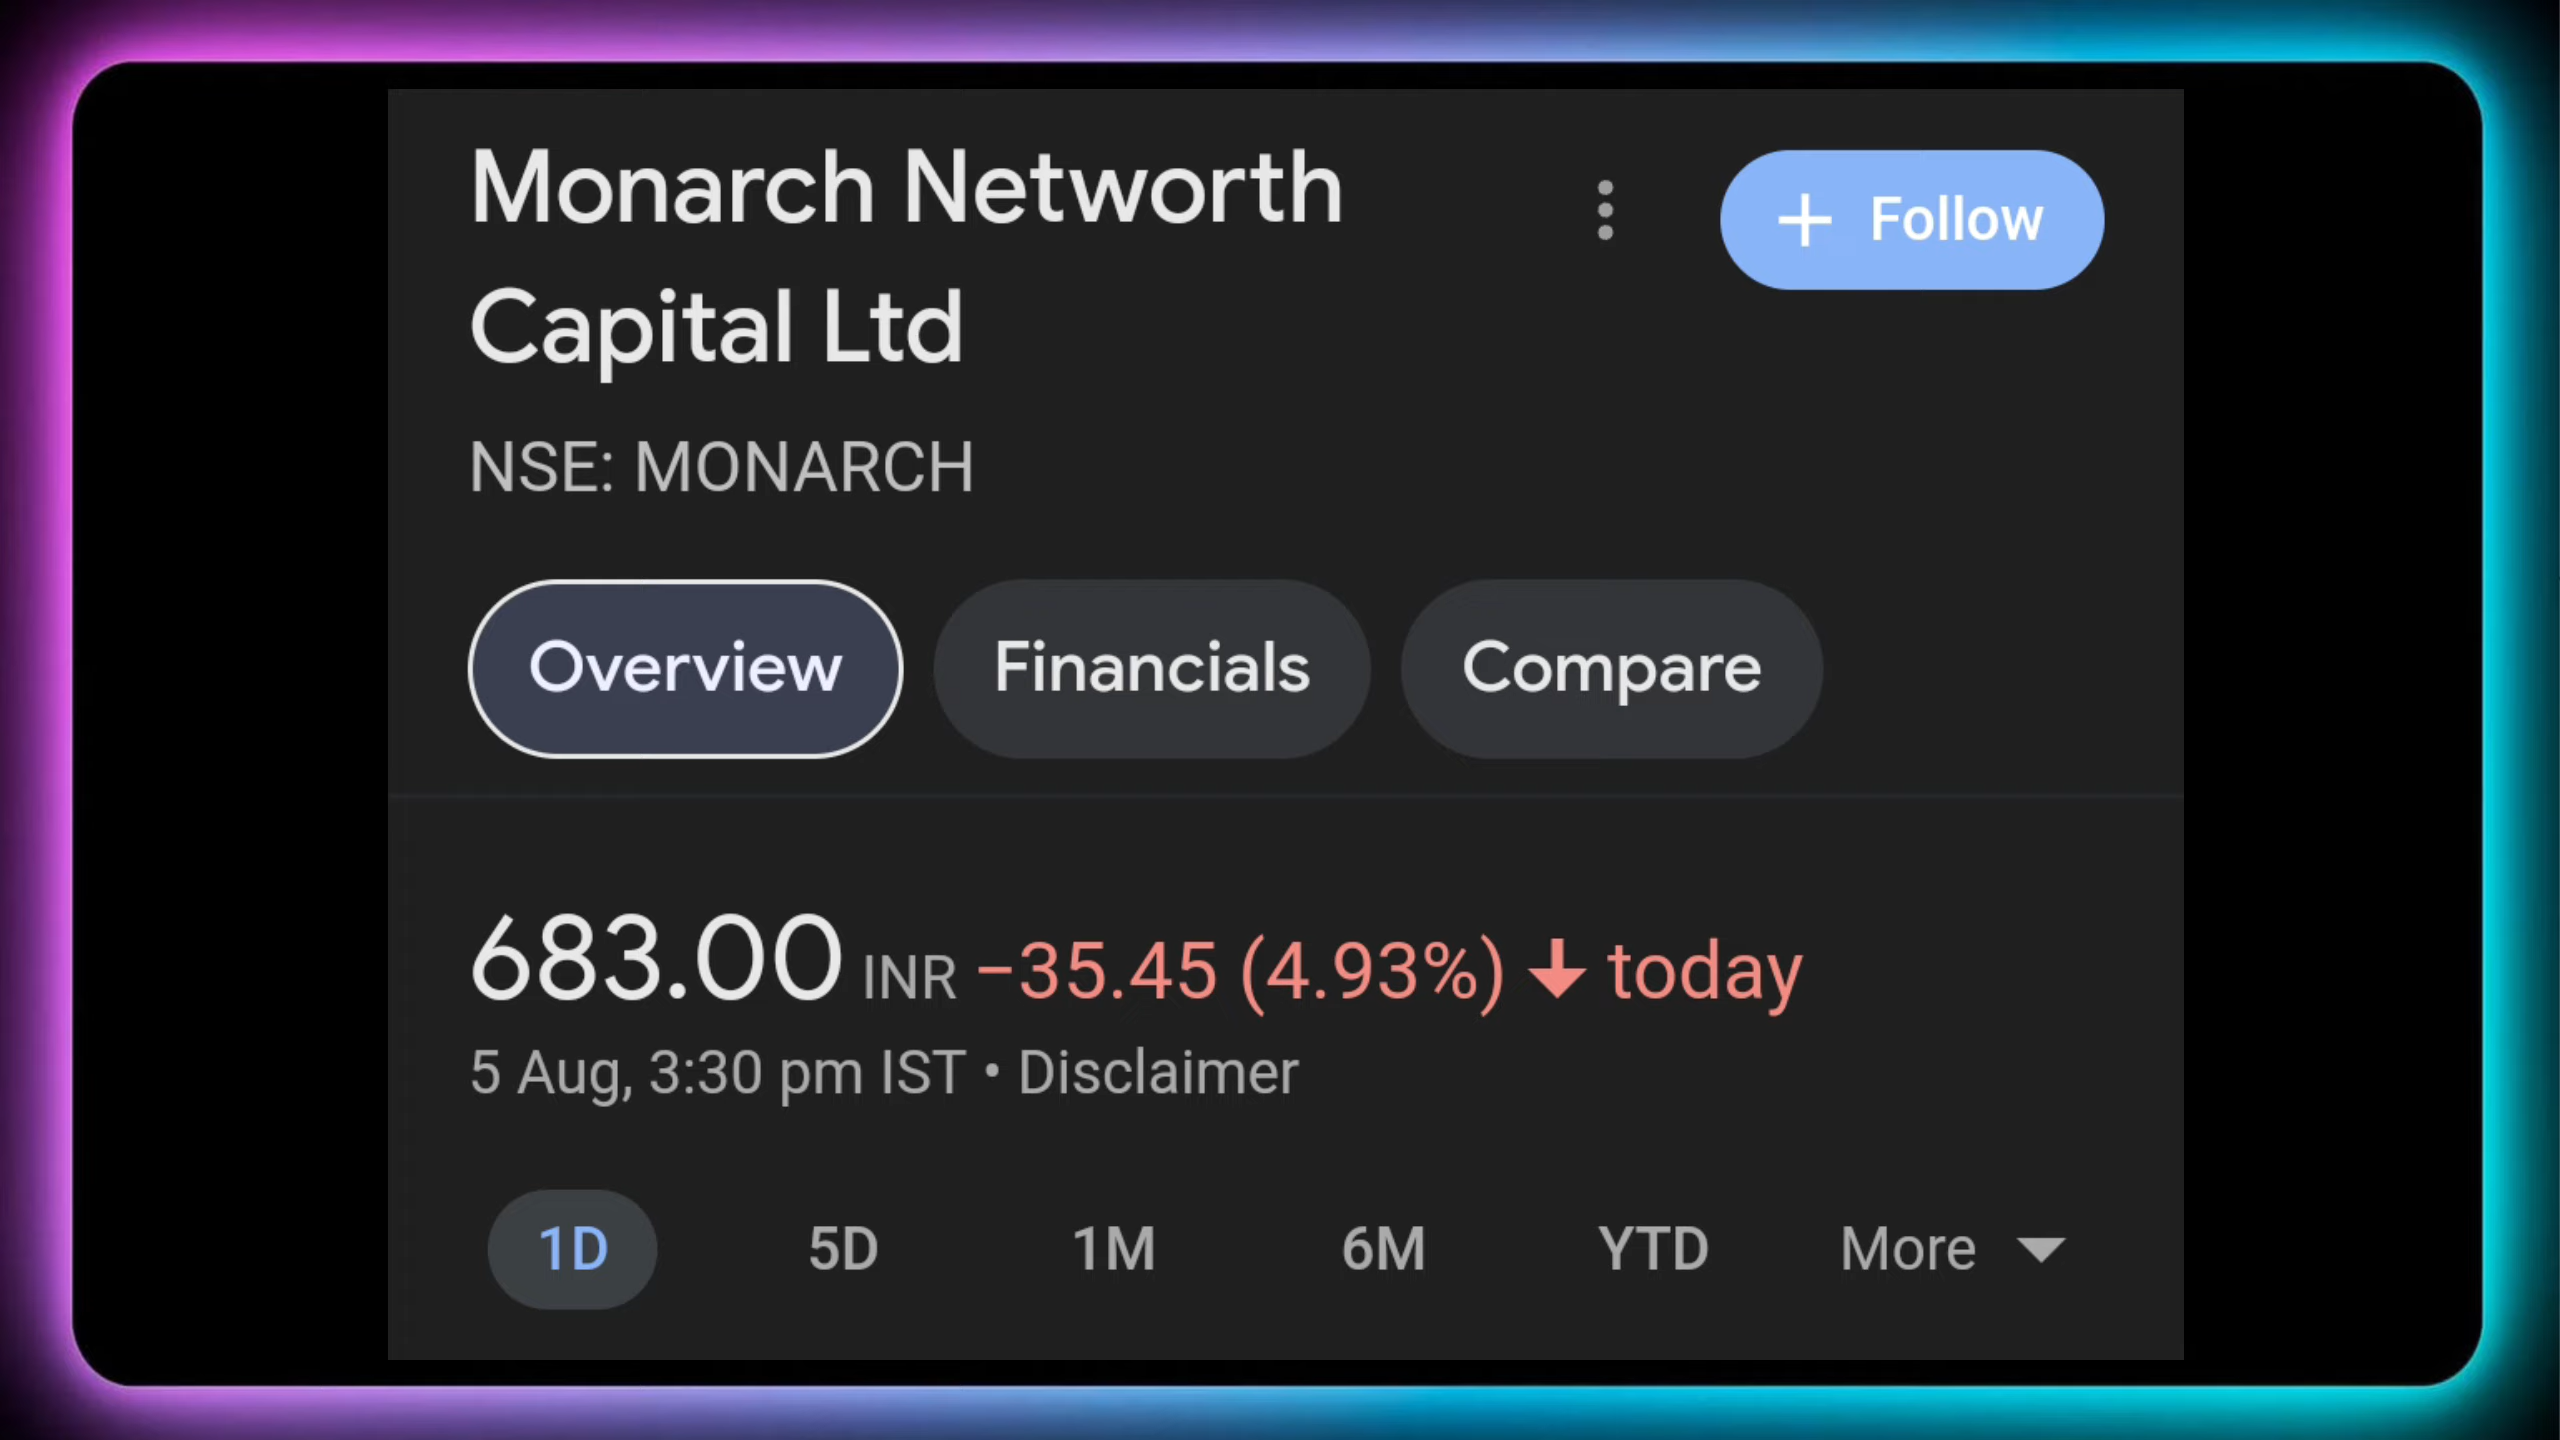 Monarch Networth
Capital Ltd
+ Follow
NSE: MONARCH
Overview
Financials
Compare
683.00 INR −35.45 (4.93%) ↓ today
5 Aug, 3:30 pm IST • Disclaimer
1D 5D 1M 6M YTD More